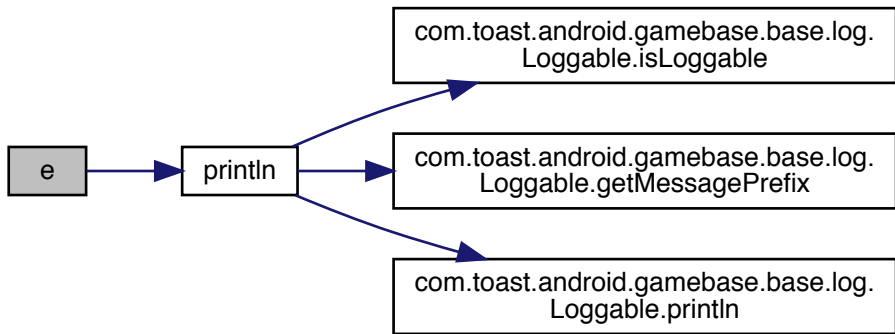 e
println
com.toast.android.gamebase.base.log.
Loggable.isLoggable
com.toast.android.gamebase.base.log.
Loggable.getMessagePrefix
com.toast.android.gamebase.base.log.
Loggable.println